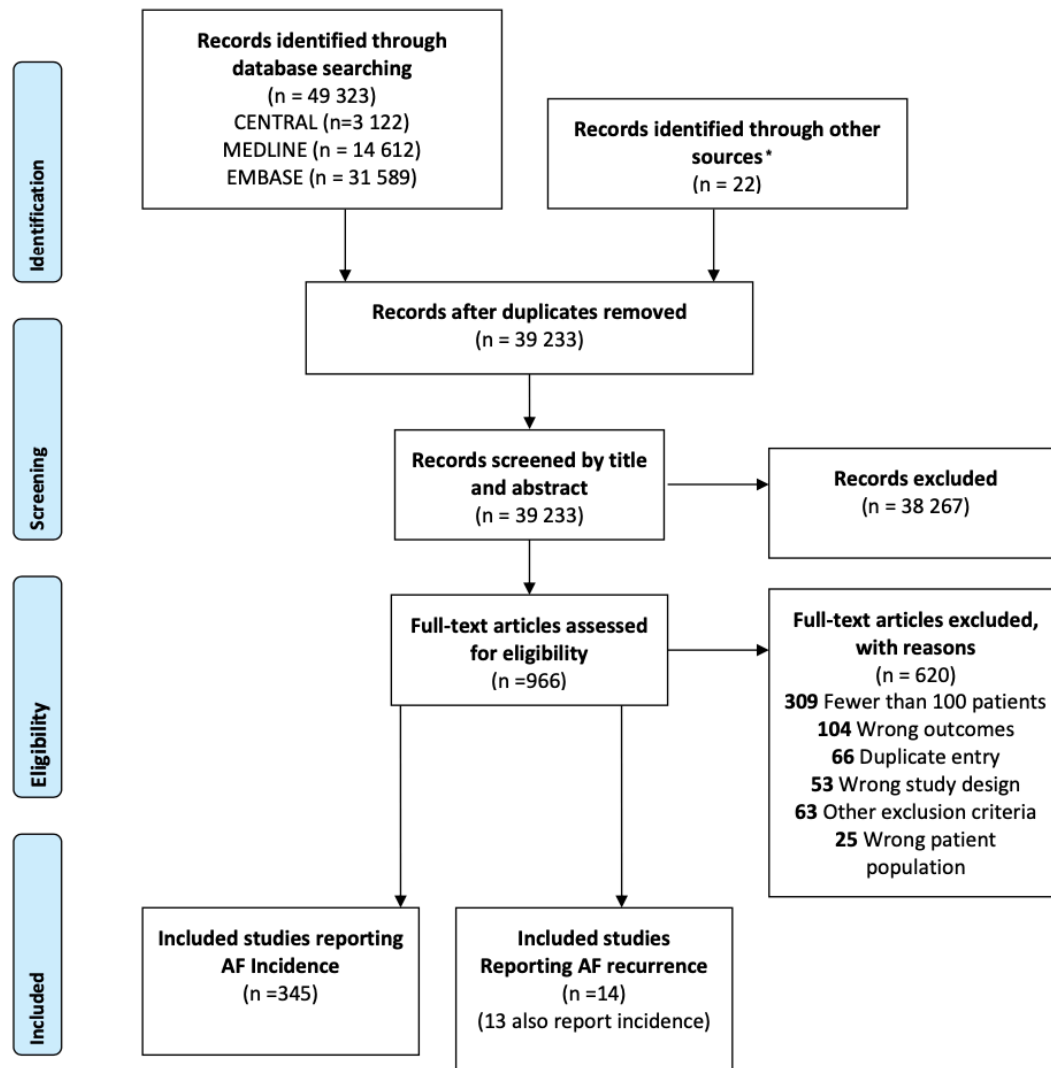 Identification
Records identified through
database searching
(n = 49 323)
CENTRAL (n=3 122)
MEDLINE (n = 14 612)
EMBASE (n = 31 589)
Records identified through other
sources*
(n = 22)
Records after duplicates removed
(n = 39 233)
Screening
Records screened by title
and abstract
(n = 39 233)
Records excluded
(n = 38 267)
Eligibility
Full-text articles assessed
for eligibility
(n =966)
Full-text articles excluded,
with reasons
(n = 620)
309 Fewer than 100 patients
104 Wrong outcomes
66 Duplicate entry
53 Wrong study design
63 Other exclusion criteria
25 Wrong patient
population
Included
Included studies reporting
AF Incidence
(n =345)
Included studies
Reporting AF recurrence
(n =14)
(13 also report incidence)